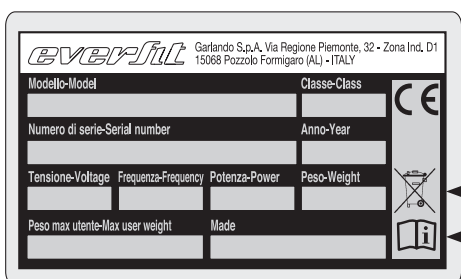 everfit Garlando S.p.A. Via Regione Piemonte, 32 - Zona Ind. D1
15068 Pozzolo Formigaro (AL) - ITALY
Modello-Model Classe-Class
CE
Numero di serie-Serial number Anno-Year
Tensione-Voltage Frequenza-Frequency Potenza-Power Peso-Weight
Peso max utente-Max user weight Made
i